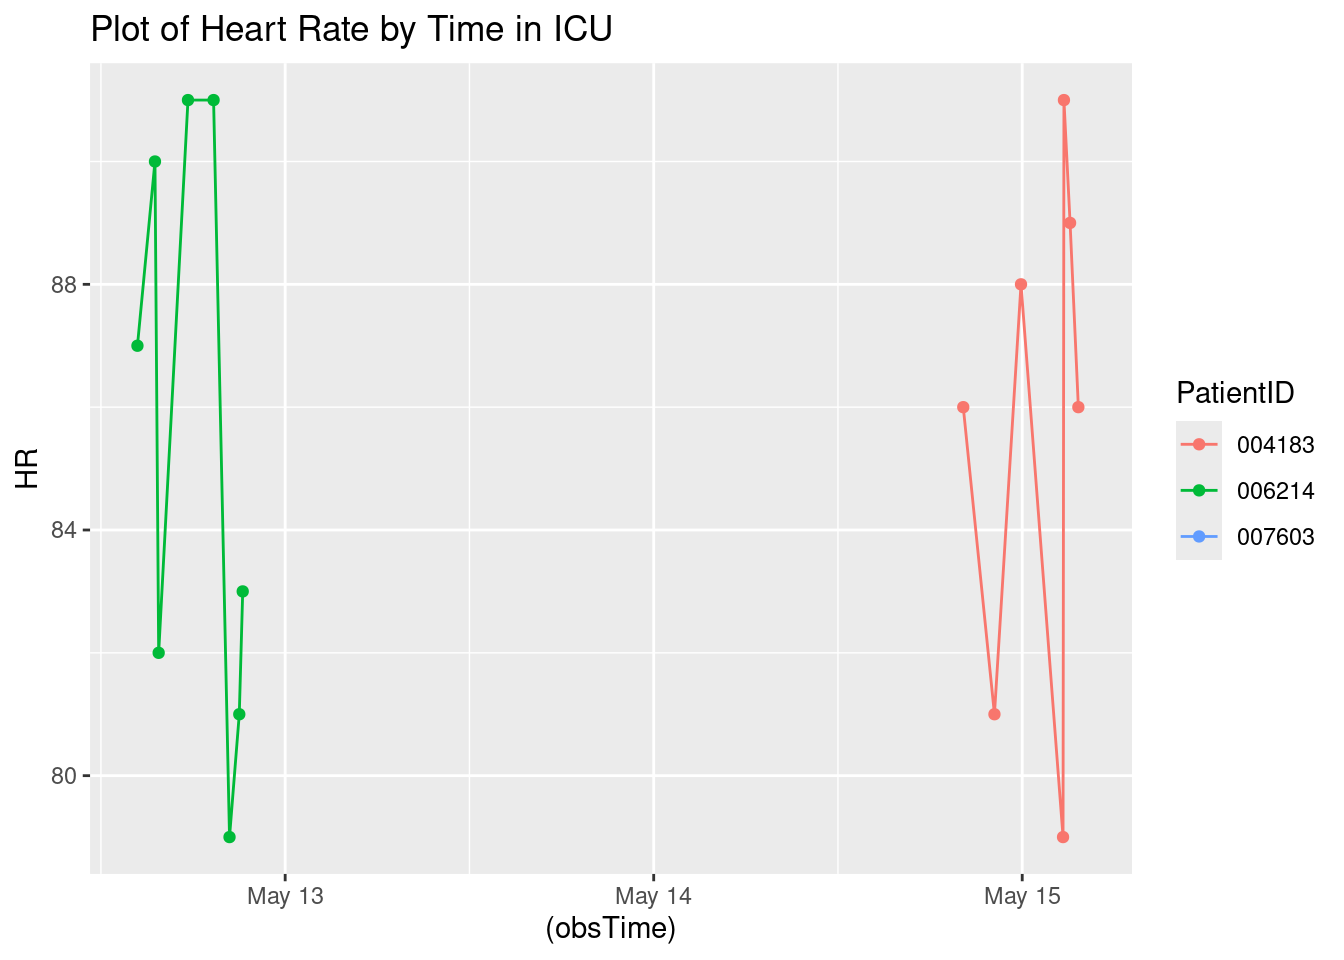 Plot of Heart Rate by Time in ICU
88
84
80
HR
May 13
May 14
May 15
(obsTime)
PatientID
004183
006214
007603